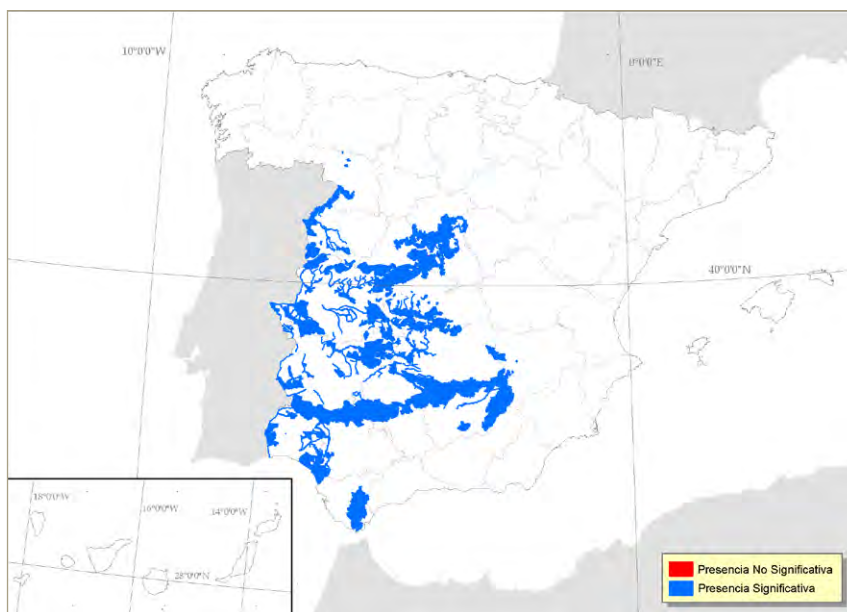 10°0'0"W
0°0'0"E
40°0'0"N
18°0'0"W
16°0'0"W
14°0'0"W
28°0'0"N
Presencia No Significativa
Presencia Significativa